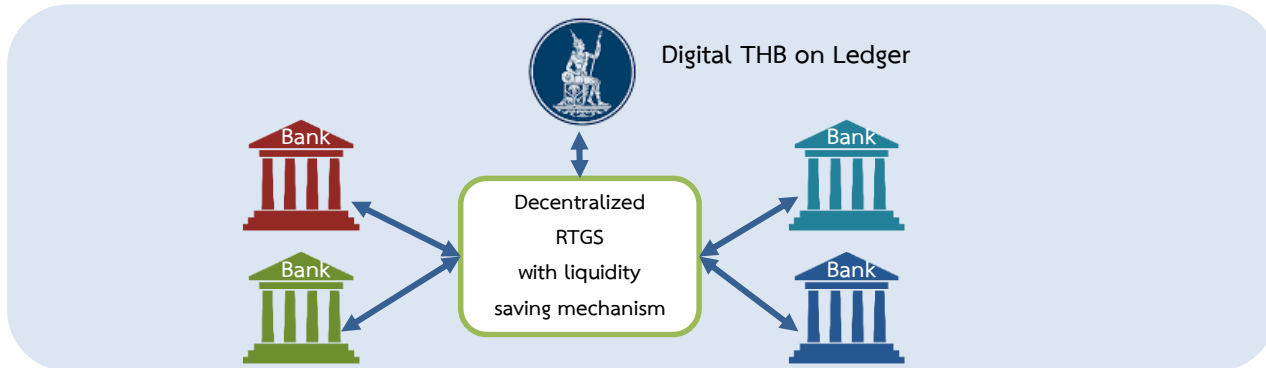 Digital THB on Ledger
Bank
Bank
Decentralized
RTGS
with liquidity
saving mechanism
Bank
Bank